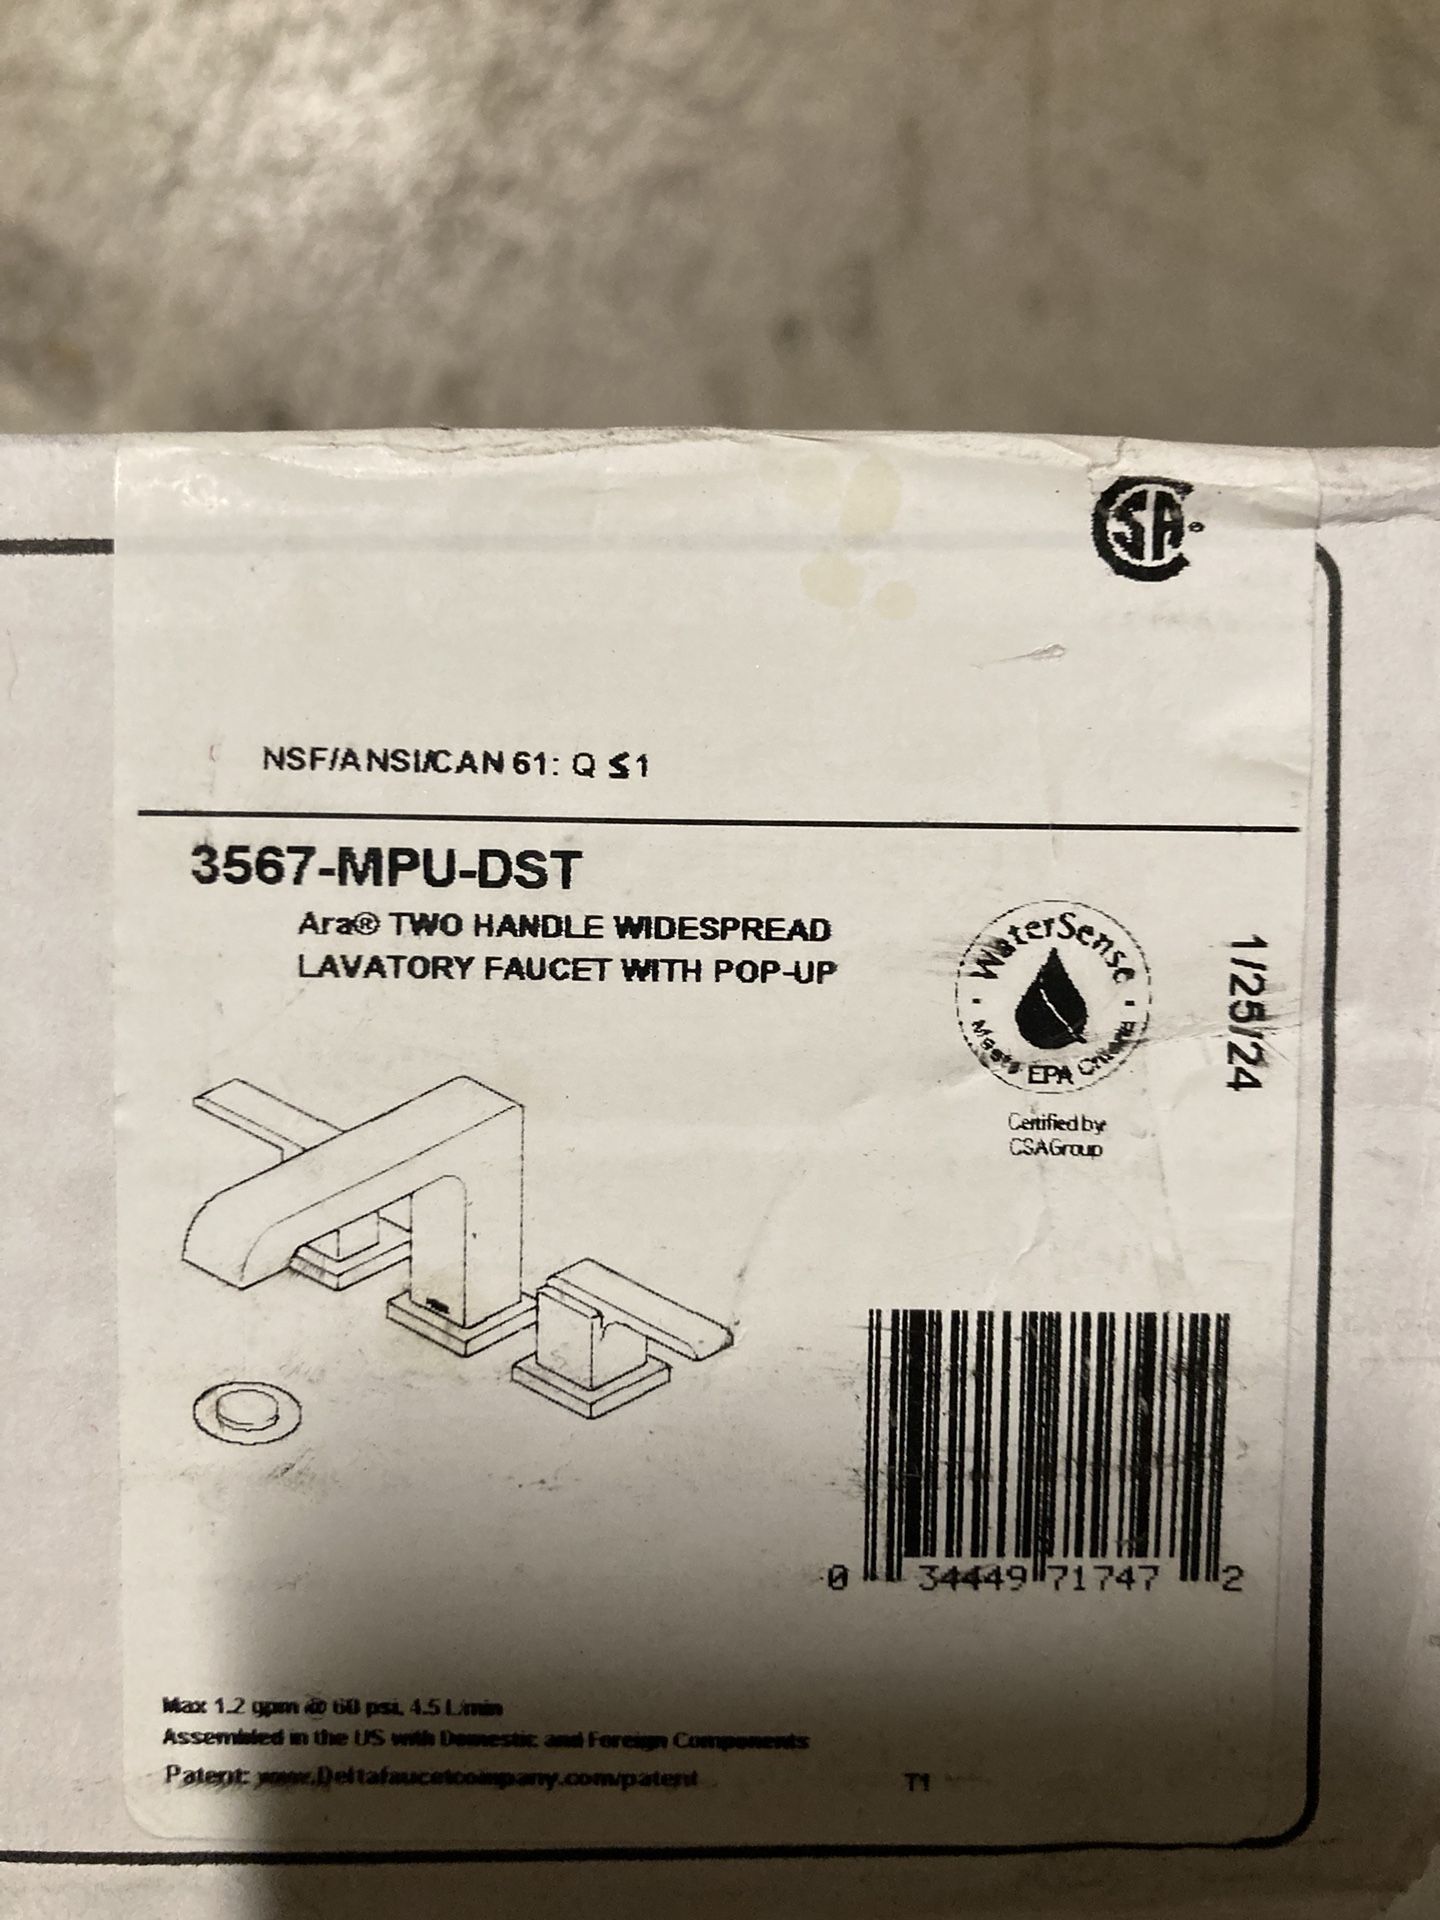 CSA®
NSF/ANSI/CAN 61: Q ≤ 1
3567-MPU-DST
Ara® TWO HANDLE WIDESPREAD
LAVATORY FAUCET WITH POP-UP
WaterSense
Meets EPA Criteria
Certified by
CSA Group
1/25/24
0 34449 71747 2
Max 1.2 gpm @ 60 psi, 4.5 L/min
Assembled in the US with Domestic and Foreign Components
Patent: www.Deltafaucetcompany.com/patent
T1